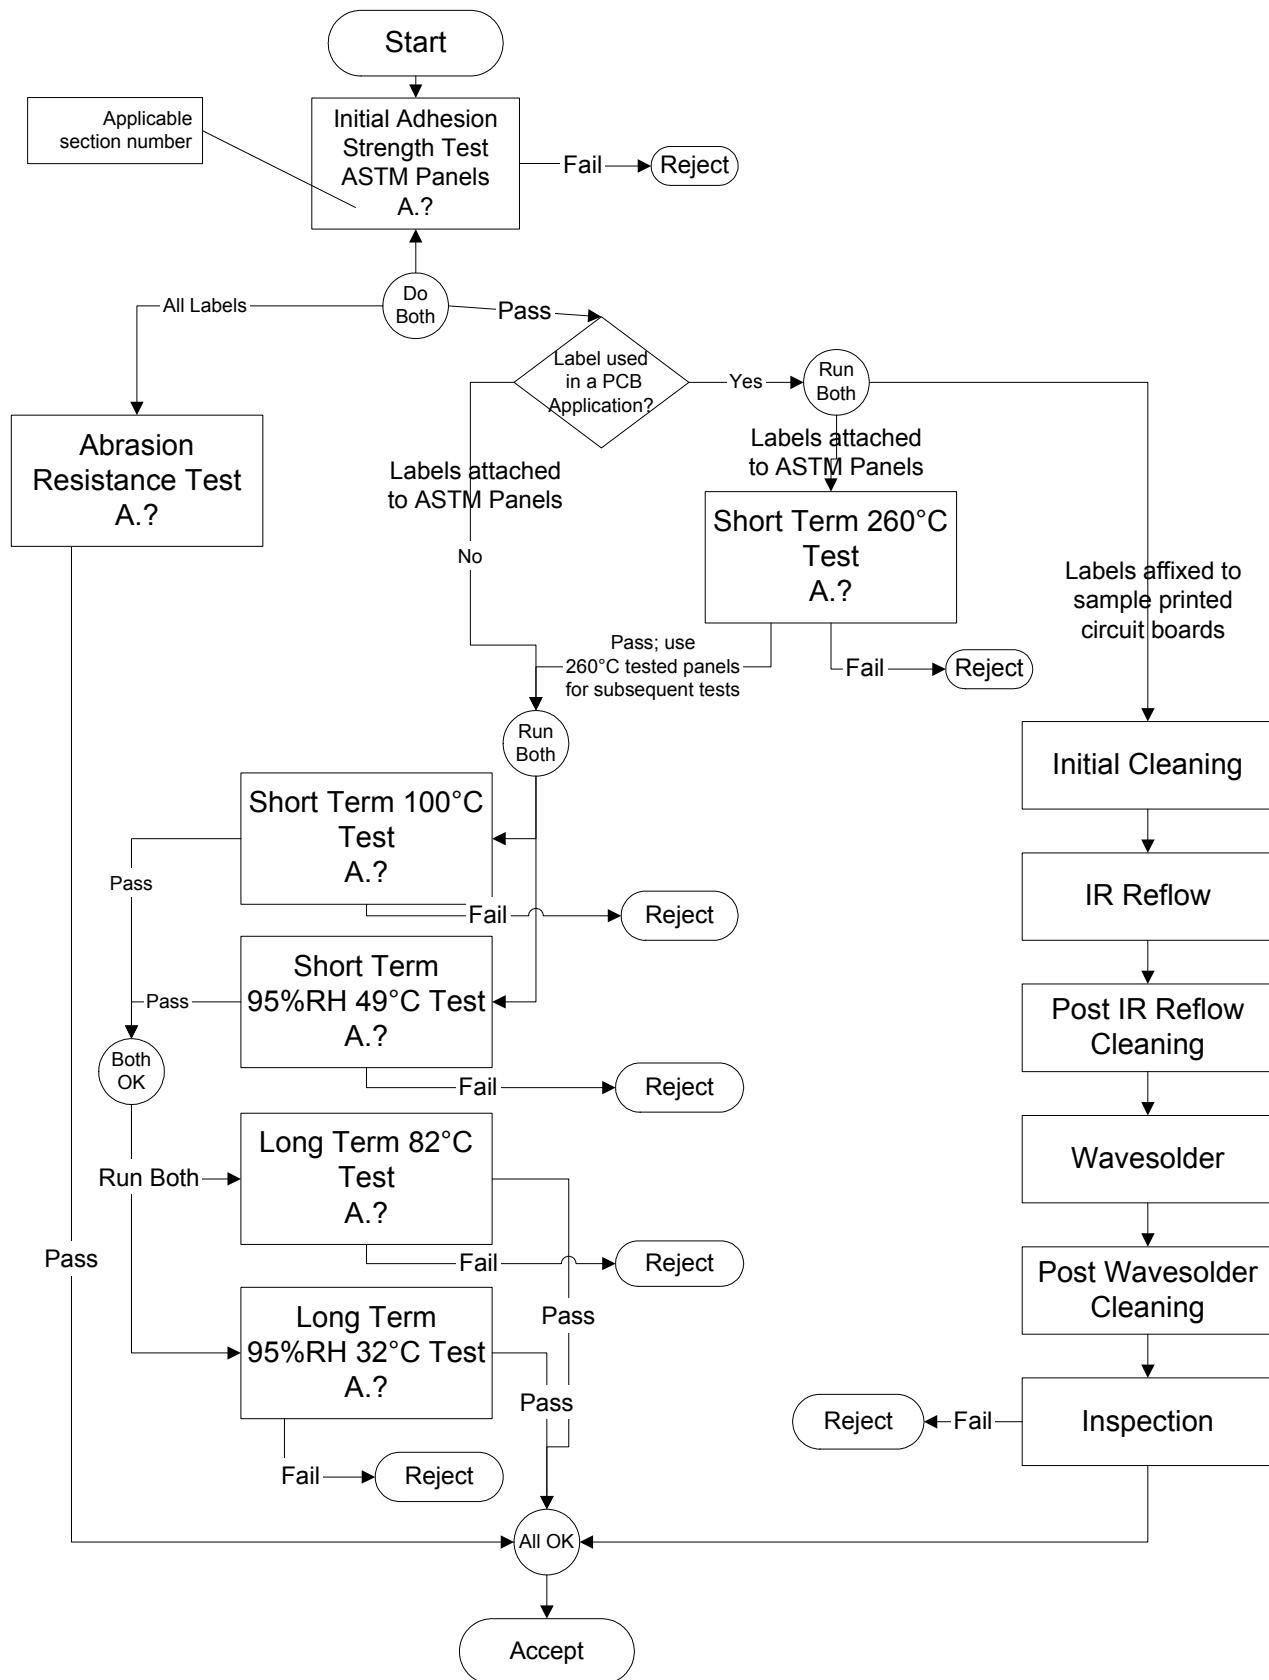 Start
Applicable
section number
Initial Adhesion
Strength Test
ASTM Panels
A.?
Fail
Reject
Do
Both
All Labels
Pass
Label used
in a PCB
Application?
Yes
Run
Both
Abrasion
Resistance Test
A.?
Labels attached
to ASTM Panels
Labels attached
to ASTM Panels
No
Short Term 260°C
Test
A.?
Labels affixed to
sample printed
circuit boards
Pass; use
260°C tested panels
for subsequent tests
Fail
Reject
Run
Both
Initial Cleaning
Short Term 100°C
Test
A.?
Pass
Fail
Reject
IR Reflow
Short Term
95%RH 49°C Test
A.?
Pass
Fail
Reject
Post IR Reflow
Cleaning
Both
OK
Run Both
Long Term 82°C
Test
A.?
Wavesolder
Pass
Fail
Reject
Post Wavesolder
Cleaning
Long Term
95%RH 32°C Test
A.?
Pass
Pass
Fail
Reject
Reject
Fail
Inspection
All OK
Accept